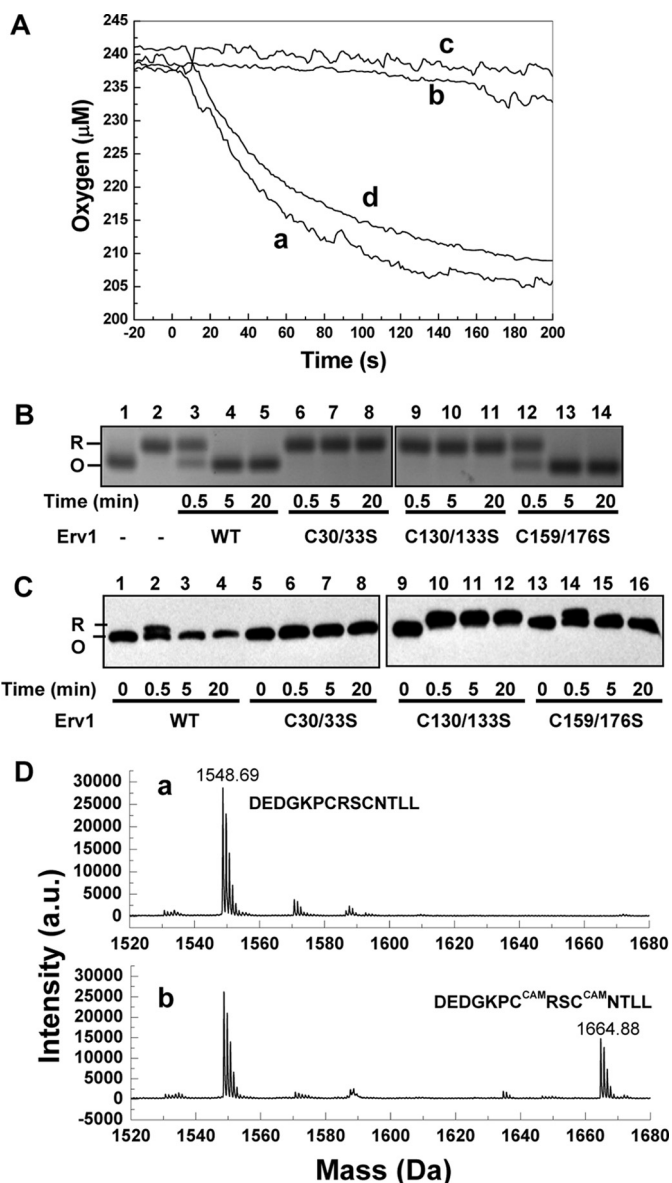 A
245
240
235
230
225
220
215
210
205
200
Oxygen (μM)
c
b
d
a
-20 0 20 40 60 80 100 120 140 160 180 200
Time (s)
B
1 2 3 4 5 6 7 8 9 10 11 12 13 14
R
O
Time (min) 0.5 5 20 0.5 5 20 0.5 5 20 0.5 5 20
Erv1 - - WT C30/33S C130/133S C159/176S
C
1 2 3 4 5 6 7 8 9 10 11 12 13 14 15 16
R
O
Time (min) 0 0.5 5 20 0 0.5 5 20 0 0.5 5 20 0 0.5 5 20
Erv1 WT C30/33S C130/133S C159/176S
D
a
1548.69
DEDGKPCRSCNTLL
30000
25000
20000
15000
10000
5000
0
1520 1540 1560 1580 1600 1620 1640 1660 1680
b
DEDGKPC^CAM RSC^CAM NTLL
1664.88
30000
25000
20000
15000
10000
5000
0
-5000
1520 1540 1560 1580 1600 1620 1640 1660 1680
Intensity (a.u.)
Mass (Da)